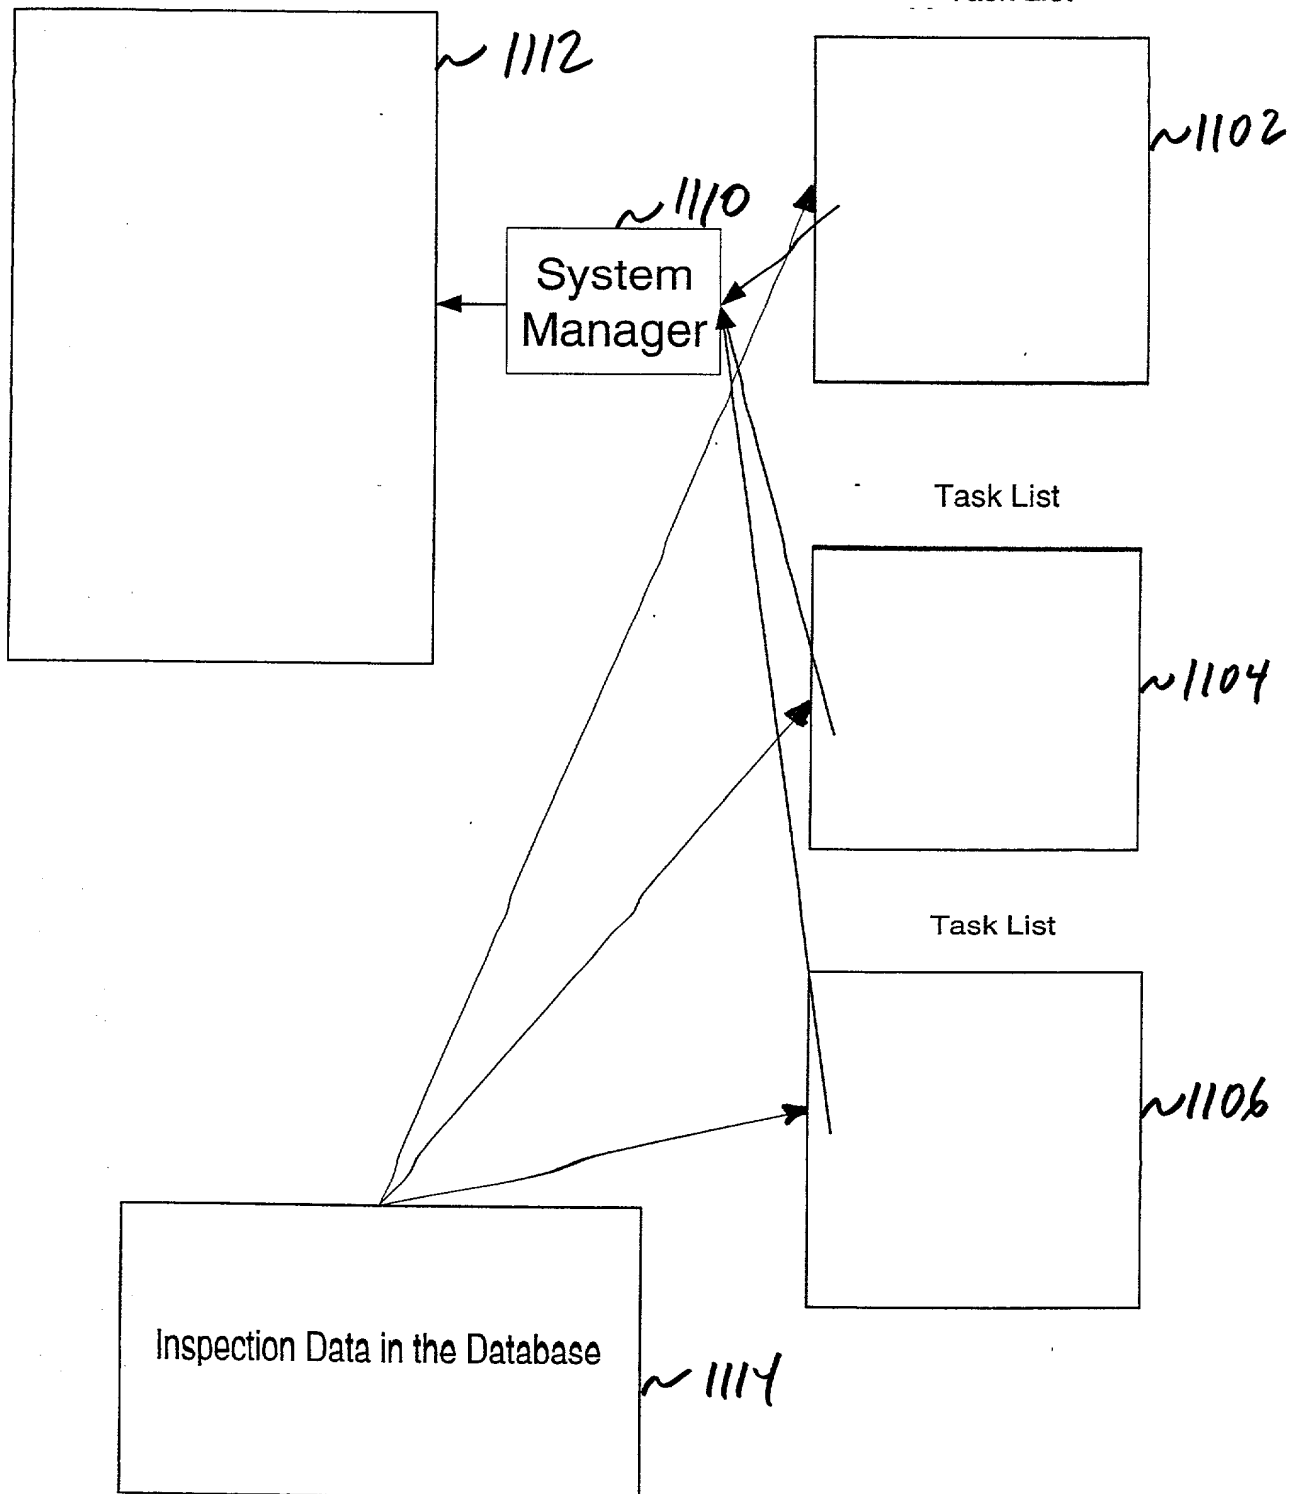 ~ 1112
~1102
~1110
System
Manager
Task List
~1104
Task List
~1106
Inspection Data in the Database
~ 1114